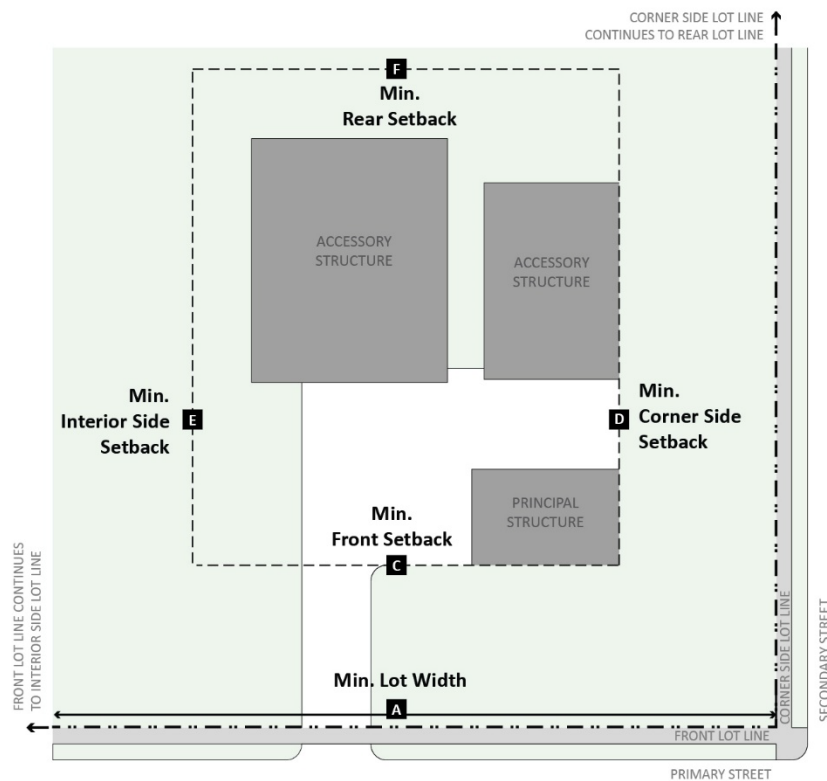 CORNER SIDE LOT LINE
CONTINUES TO REAR LOT LINE
F
Min.
Rear Setback
ACCESSORY
STRUCTURE
ACCESSORY
STRUCTURE
Min.
Interior Side
Setback
E
D
Min.
Corner Side
Setback
PRINCIPAL
STRUCTURE
Min.
Front Setback
C
FRONT LOT LINE CONTINUES
TO INTERIOR SIDE LOT LINE
Min. Lot Width
A
CORNER SIDE LOT LINE
SECONDARY STREET
FRONT LOT LINE
PRIMARY STREET